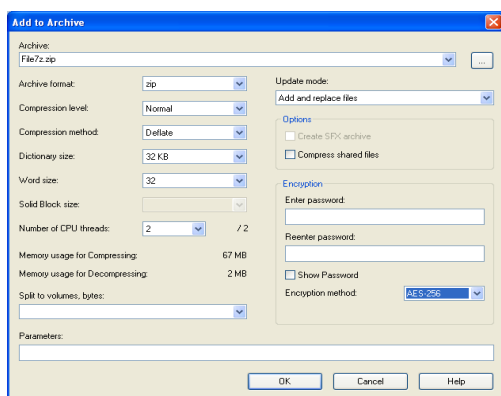 Add to Archive
Archive:
File7z.zip
...
Archive format: zip
Compression level: Normal
Compression method: Deflate
Dictionary size: 32 KB
Word size: 32
Solid Block size:
Number of CPU threads: 2 / 2
Memory usage for Compressing: 67 MB
Memory usage for Decompressing: 2 MB
Split to volumes, bytes:
Update mode:
Add and replace files
Options
Create SFX archive
Compress shared files
Encryption
Enter password:
Reenter password:
Show Password
Encryption method: AES-256
Parameters:
OK Cancel Help